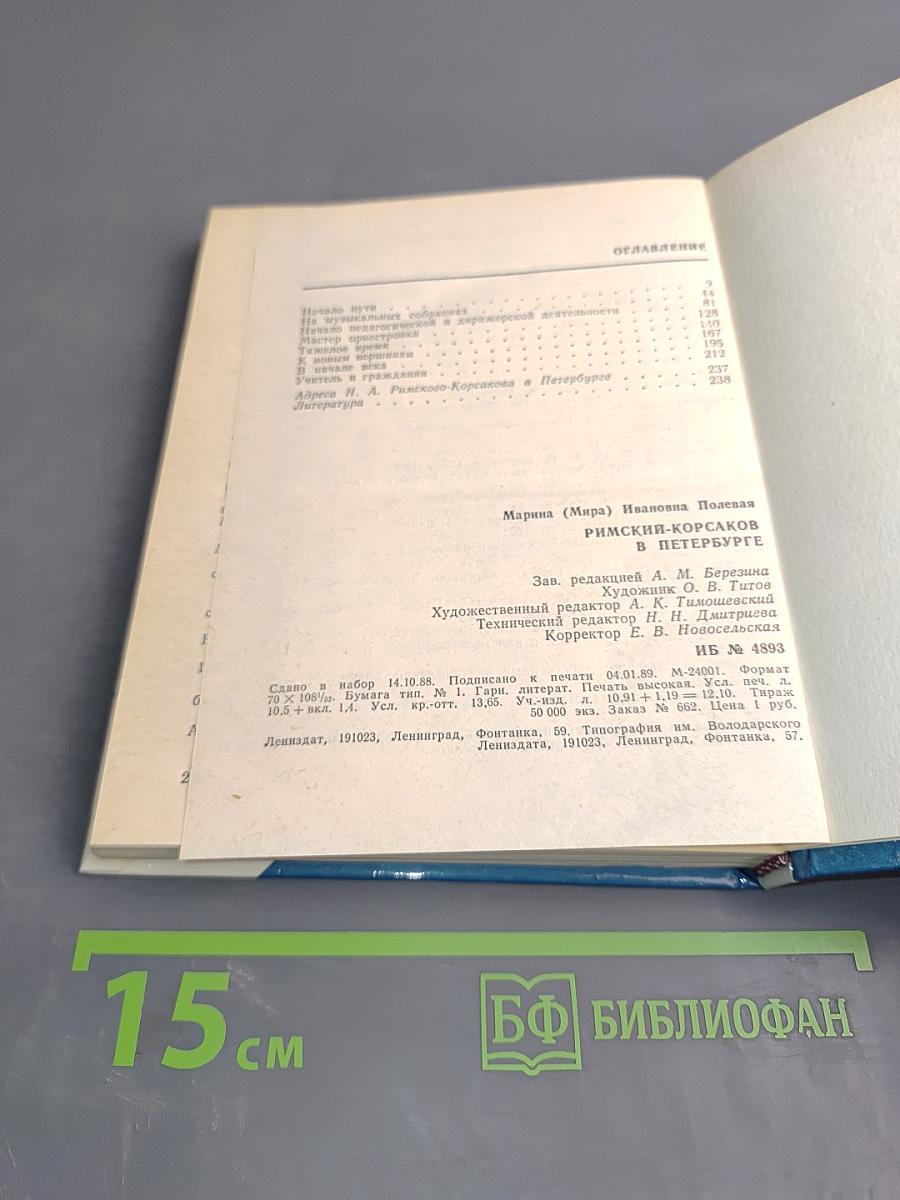 ОГЛАВЛЕНИЕ
Начало пути . . . 9
На музыкальных собраниях . . . 44
Начало педагогической и дирижерской деятельности . . . 81
Мастер оркестровки . . . 128
Тяжелое время . . . 140
К новым вершинам . . . 167
В начале века . . . 195
Учитель и гражданин . . . 212
Адреса Н. А. Римского-Корсакова в Петербурге . . . 237
Литература . . . 238
Марина (Мира) Ивановна Полевая
РИМСКИЙ-КОРСАКОВ
В ПЕТЕРБУРГЕ
Зав. редакцией А. М. Березина
Художник О. В. Титов
Художественный редактор А. К. Тимошевский
Технический редактор Н. Н. Дмитриева
Корректор Е. В. Новосельская
ИБ № 4893
Сдано в набор 14.10.88. Подписано к печати 04.01.89. М-24001. Формат
70 × 108¹/₃₂. Бумага тип. № 1. Гарн. литерат. Печать высокая. Усл. печ. л.
10,5 + вкл. 1,4. Усл. кр.-отт. 13,65. Уч.-изд. л. 10,91 + 1,19 = 12,10. Тираж
50 000 экз. Заказ № 662. Цена 1 руб.
Лениздат, 191023, Ленинград, Фонтанка, 59. Типография им. Володарского
Лениздата, 191023, Ленинград, Фонтанка, 57.
15 см
БФ БИБЛИОФАН